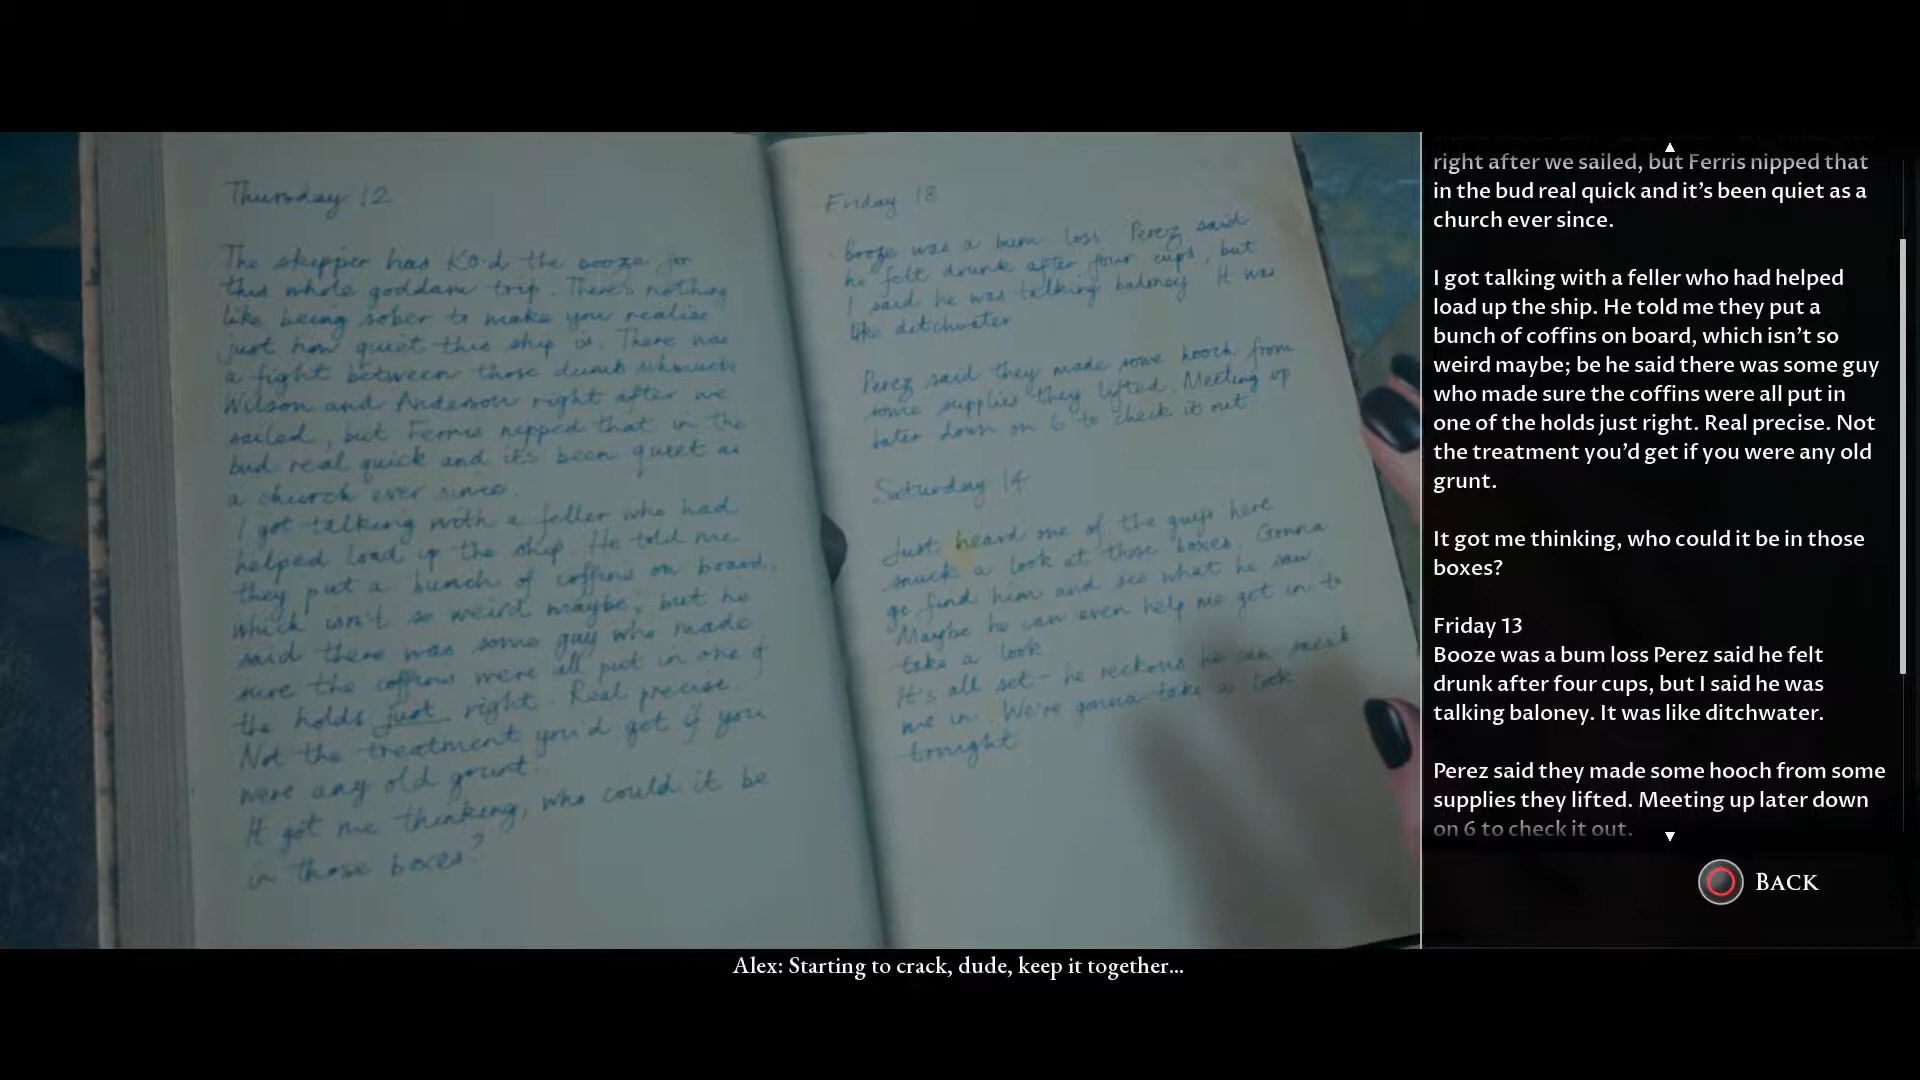 Thursday 12
The skipper has KO'd the booze for
this whole goddam trip. There's nothing
like being sober to make you realise
just how quiet this ship is. There was
a fight between those dumb schmucks
Wilson and Anderson right after we
sailed, but Ferris nipped that in the
bud real quick and it's been quiet as
a church ever since.
I got talking with a feller who had
helped load up the ship. He told me
they put a bunch of coffins on board,
which isn't so weird maybe; but he
said there was some guy who made
sure the coffins were all put in one of
the holds just right. Real precise.
Not the treatment you'd get if you
were any old grunt.
It got me thinking, who could it be
in those boxes?
Friday 13
Booze was a bum loss Perez said
he felt drunk after four cups, but
I said he was talking baloney It was
like ditchwater
Perez said they made some hooch from
some supplies they lifted. Meeting up
later down on 6 to check it out
Saturday 14
Just heard one of the guys here
snuck a look at those boxes. Gonna
go find him and see what he saw
Maybe he can even help me get in to
take a look
It's all set - he reckons he can sneak
me in. We're gonna take a look
tonight
right after we sailed, but Ferris nipped that
in the bud real quick and it's been quiet as a
church ever since.
I got talking with a feller who had helped
load up the ship. He told me they put a
bunch of coffins on board, which isn't so
weird maybe; be he said there was some guy
who made sure the coffins were all put in
one of the holds just right. Real precise. Not
the treatment you'd get if you were any old
grunt.
It got me thinking, who could it be in those
boxes?
Friday 13
Booze was a bum loss Perez said he felt
drunk after four cups, but I said he was
talking baloney. It was like ditchwater.
Perez said they made some hooch from some
supplies they lifted. Meeting up later down
on 6 to check it out.
BACK
Alex: Starting to crack, dude, keep it together...